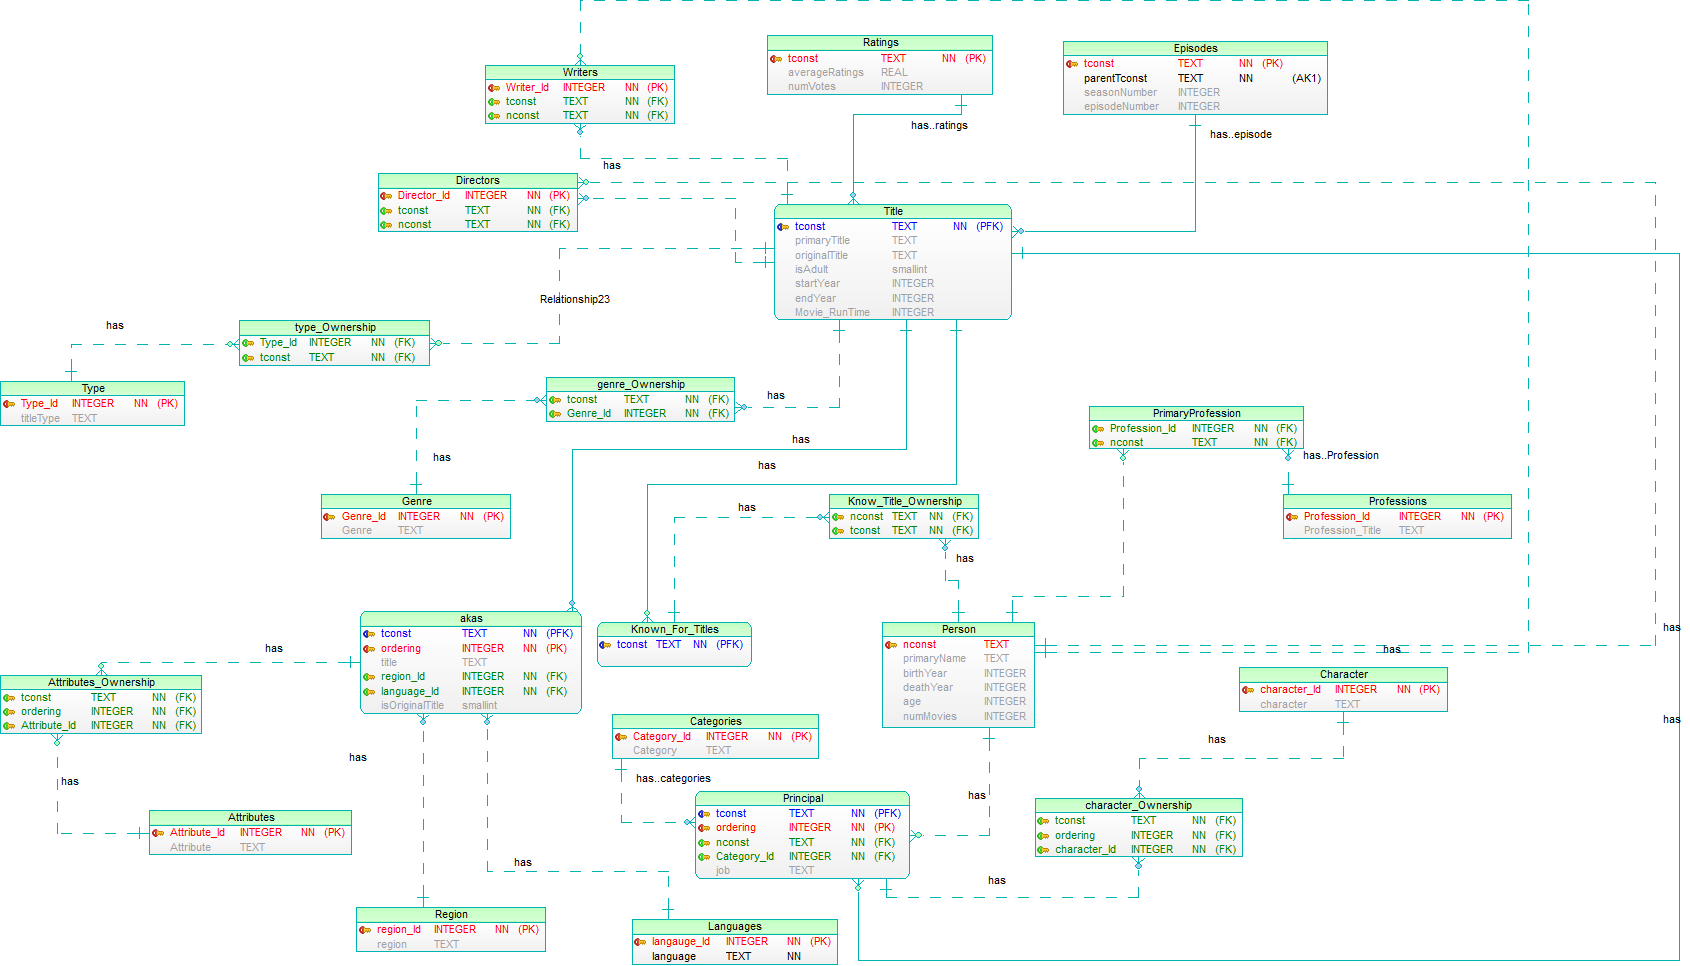 Ratings
tconst TEXT NN (PK)
averageRatings REAL
numVotes INTEGER
Episodes
tconst TEXT NN (PK)
parentTconst TEXT NN (AK1)
seasonNumber INTEGER
episodeNumber INTEGER
Writers
Writer_Id INTEGER NN (PK)
tconst TEXT NN (FK)
nconst TEXT NN (FK)
has..ratings
has..episode
has
Directors
Director_Id INTEGER NN (PK)
tconst TEXT NN (FK)
nconst TEXT NN (FK)
Title
tconst TEXT NN (PFK)
primaryTitle TEXT
originalTitle TEXT
isAdult smallint
startYear INTEGER
endYear INTEGER
Movie_RunTime INTEGER
Relationship23
has
type_Ownership
Type_Id INTEGER NN (FK)
tconst TEXT NN (FK)
Type
Type_Id INTEGER NN (PK)
titleType TEXT
genre_Ownership
tconst TEXT NN (FK)
Genre_Id INTEGER NN (FK)
has
PrimaryProfession
Profession_Id INTEGER NN (FK)
nconst TEXT NN (FK)
has
has
has
has..Profession
Genre
Genre_Id INTEGER NN (PK)
Genre TEXT
has
Know_Title_Ownership
nconst TEXT NN (FK)
tconst TEXT NN (FK)
Professions
Profession_Id INTEGER NN (PK)
Profession_Title TEXT
has
akas
tconst TEXT NN (PFK)
ordering INTEGER NN (PK)
title TEXT
region_Id INTEGER NN (FK)
language_Id INTEGER NN (FK)
isOriginalTitle smallint
Known_For_Titles
tconst TEXT NN (PFK)
Person
nconst TEXT
primaryName TEXT
birthYear INTEGER
deathYear INTEGER
age INTEGER
numMovies INTEGER
has
has
has
Attributes_Ownership
tconst TEXT NN (FK)
ordering INTEGER NN (FK)
Attribute_Id INTEGER NN (FK)
Character
character_Id INTEGER NN (PK)
character TEXT
has
Categories
Category_Id INTEGER NN (PK)
Category TEXT
has
has
has
has..categories
has
Principal
tconst TEXT NN (PFK)
ordering INTEGER NN (PK)
nconst TEXT NN (FK)
Category_Id INTEGER NN (FK)
job TEXT
character_Ownership
tconst TEXT NN (FK)
ordering INTEGER NN (FK)
character_Id INTEGER NN (FK)
Attributes
Attribute_Id INTEGER NN (PK)
Attribute TEXT
has
has
Region
region_Id INTEGER NN (PK)
region TEXT
Languages
langauge_Id INTEGER NN (PK)
language TEXT NN